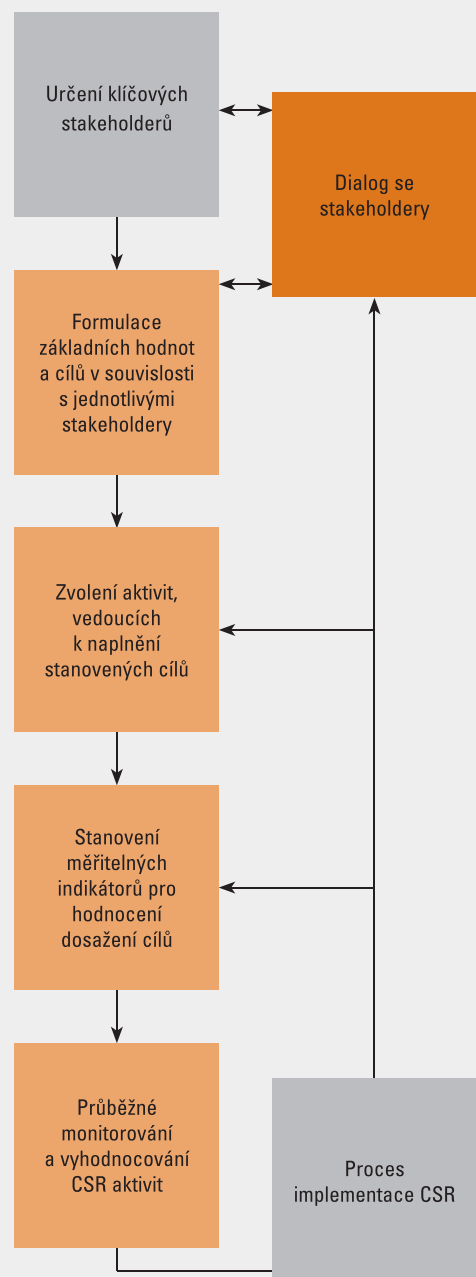 Určení klíčových
stakeholderů
Dialog se
stakeholdery
Formulace
základních hodnot
a cílů v souvislosti
s jednotlivými
stakeholdery
Zvolení aktivit,
vedoucích
k naplnění
stanovených cílů
Stanovení
měřitelných
indikátorů pro
hodnocení
dosažení cílů
Průběžné
monitorování
a vyhodnocování
CSR aktivit
Proces
implementace CSR